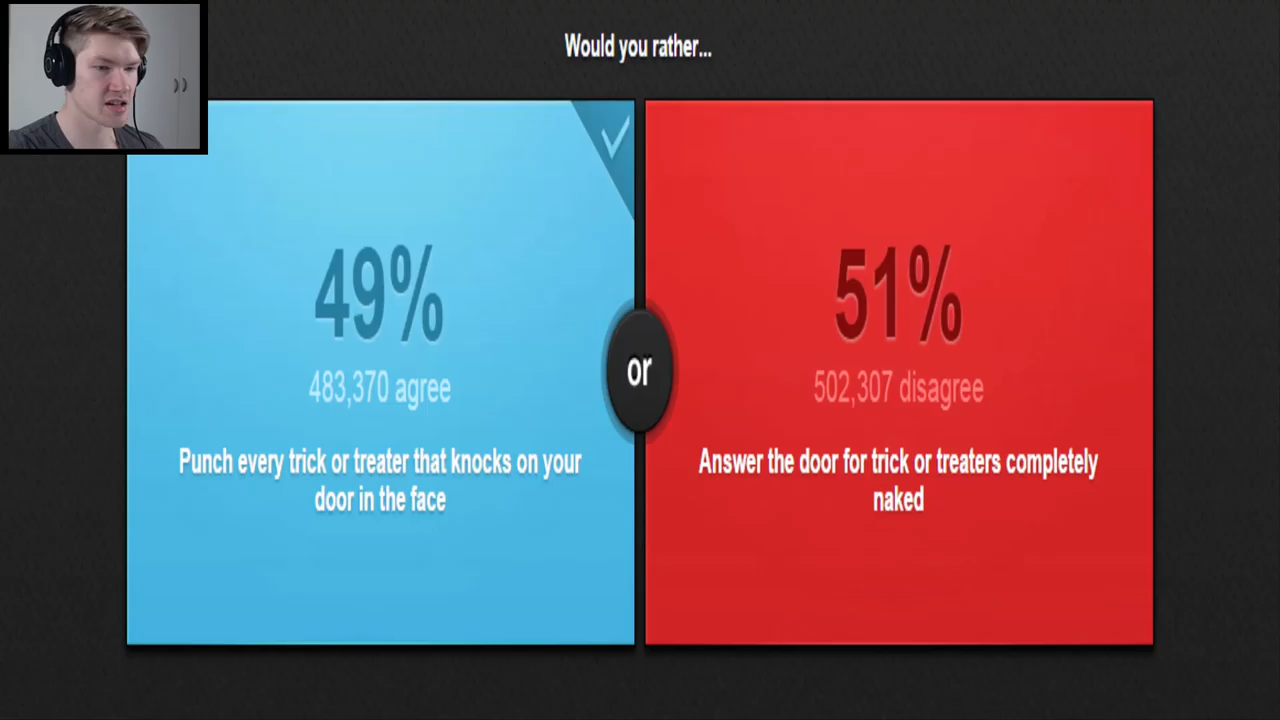 Would you rather...
49%
483,370 agree
Punch every trick or treater that knocks on your
door in the face
or
51%
502,307 disagree
Answer the door for trick or treaters completely
naked